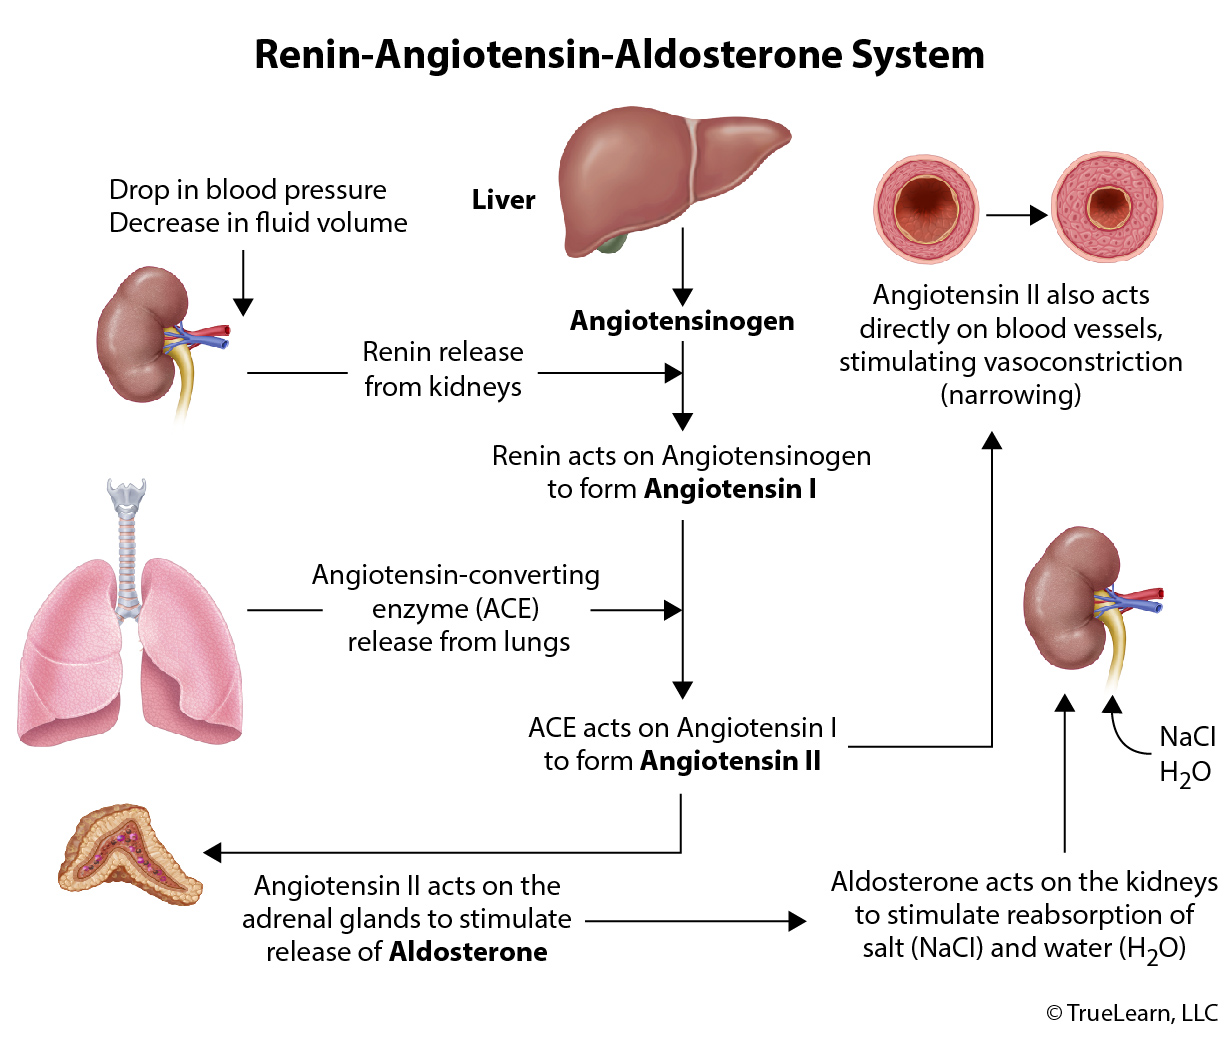 Renin-Angiotensin-Aldosterone System
Drop in blood pressure
Decrease in fluid volume
Liver
Angiotensinogen
Renin release
from kidneys
Renin acts on Angiotensinogen
to form Angiotensin I
Angiotensin-converting
enzyme (ACE)
release from lungs
ACE acts on Angiotensin I
to form Angiotensin II
Angiotensin II also acts
directly on blood vessels,
stimulating vasoconstriction
(narrowing)
NaCl
H₂O
Angiotensin II acts on the
adrenal glands to stimulate
release of Aldosterone
Aldosterone acts on the kidneys
to stimulate reabsorption of
salt (NaCl) and water (H₂O)
© TrueLearn, LLC